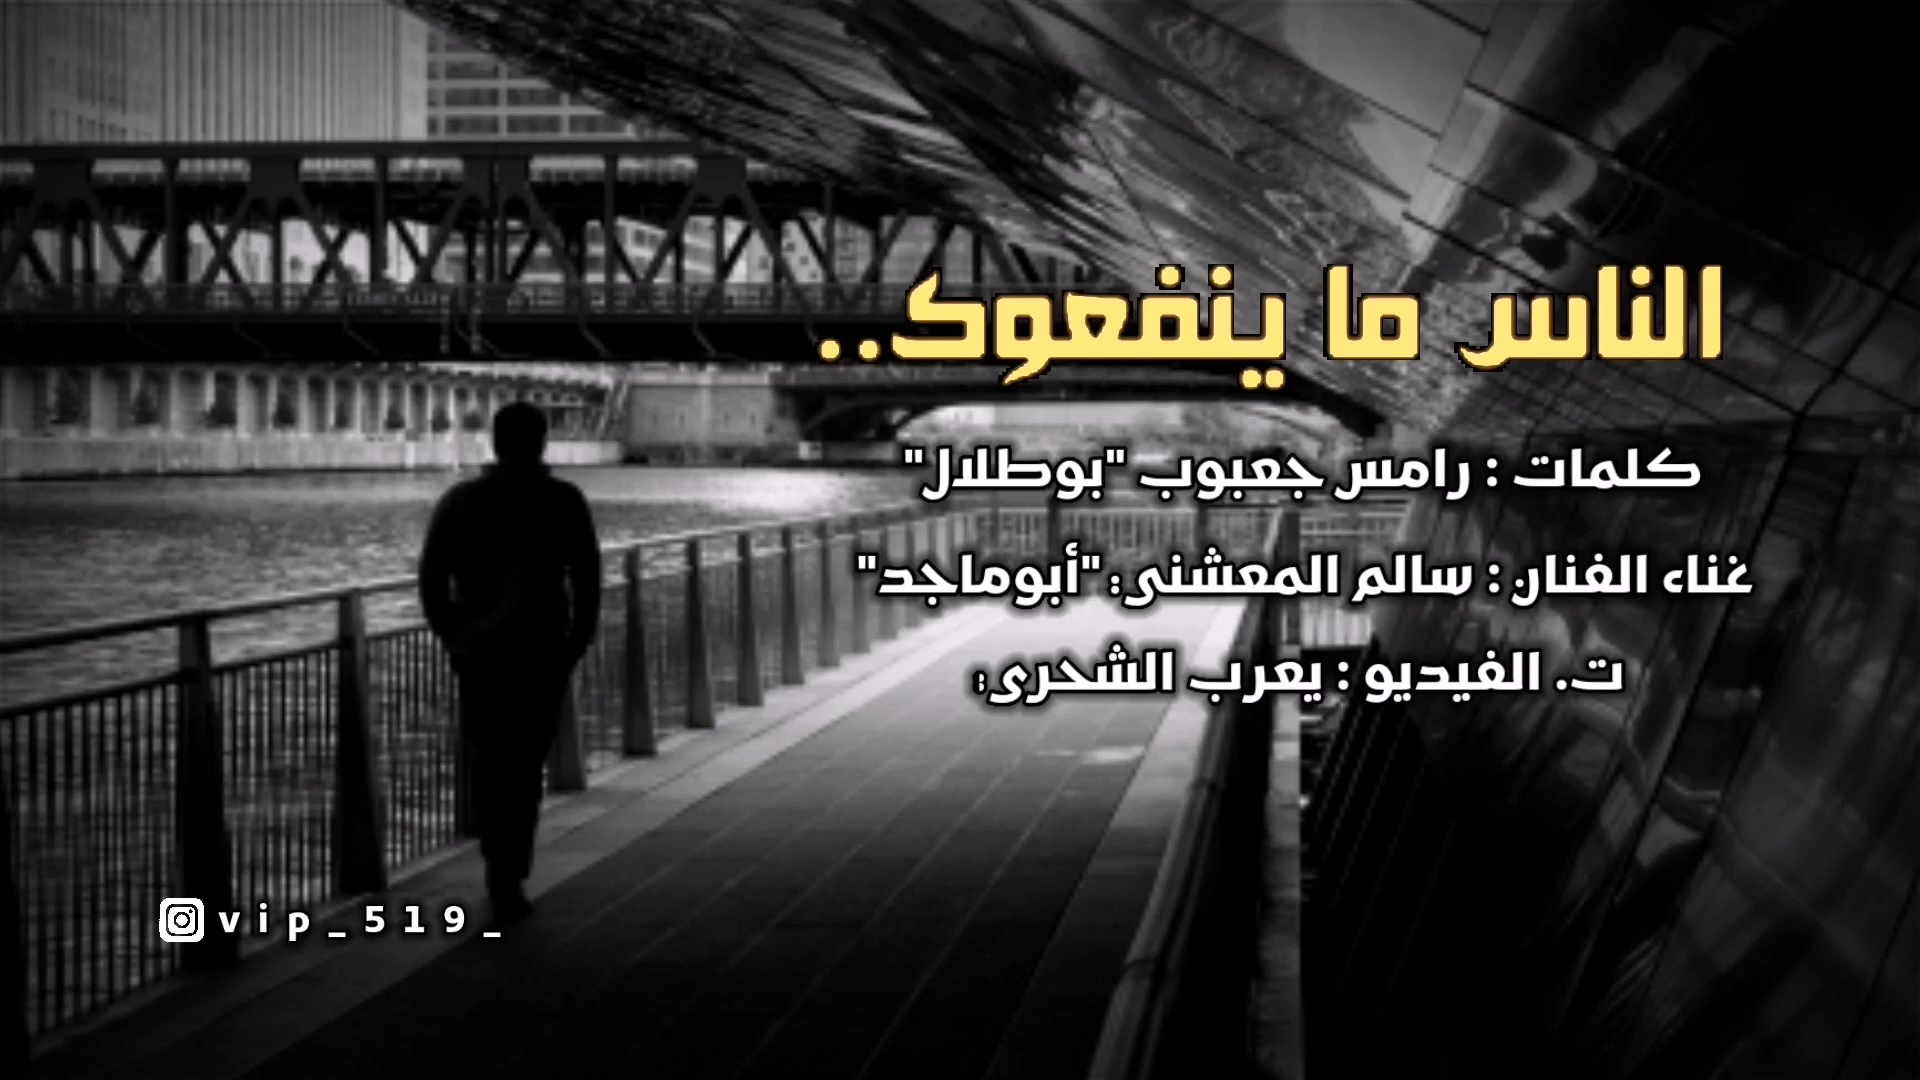 الناس ما ينفعوك..
كلمات : رامس جعبوب "بوطلال"
غناء الفنان : سالم المعشني "أبوماجد"
ت. الفيديو : يعرب الشحري
vip_519_